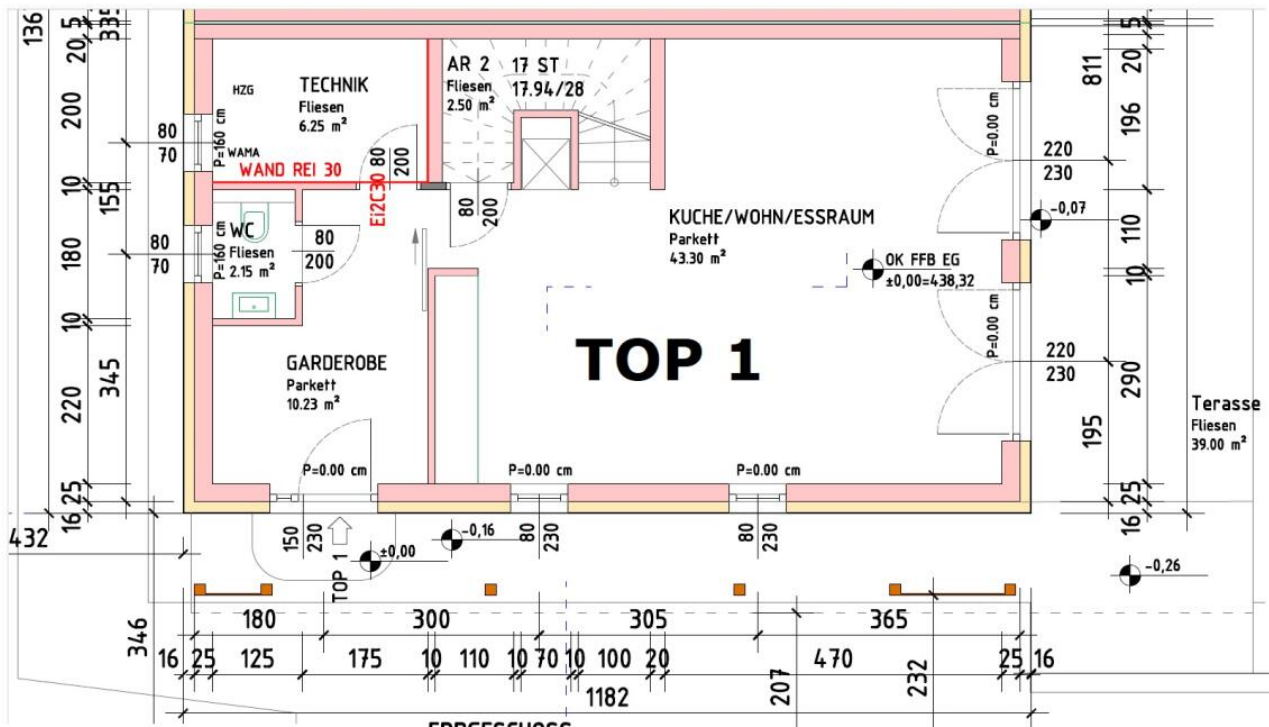 136
5
335
20
200
10
155
180
10
345
220
25
16
432
346
80
70
P=160 cm
80
70
P=160 cm
HZG
WAMA
TECHNIK
Fliesen
6.25 m²
WAND REI 30
Ei2C30
80
200
AR 2
Fliesen
2.50 m²
17 ST
17.94/28
80
200
WC
Fliesen
2.15 m²
80
200
GARDEROBE
Parkett
10.23 m²
KUCHE/WOHN/ESSRAUM
Parkett
43.30 m²
OK FFB EG
±0,00=438,32
TOP 1
P=0.00 cm
P=0.00 cm
P=0.00 cm
P=0.00 cm
P=0.00 cm
220
230
-0,07
220
230
811
5
20
196
110
10
290
195
25
16
Terasse
Fliesen
39.00 m²
150
230
TOP 1
±0,00
-0,16
80
230
80
230
-0,26
180 300 305 365
16 25 125 175 10 110 10 70 10 100 20 470 25 16
207
232
1182
ERDGESCHOSS